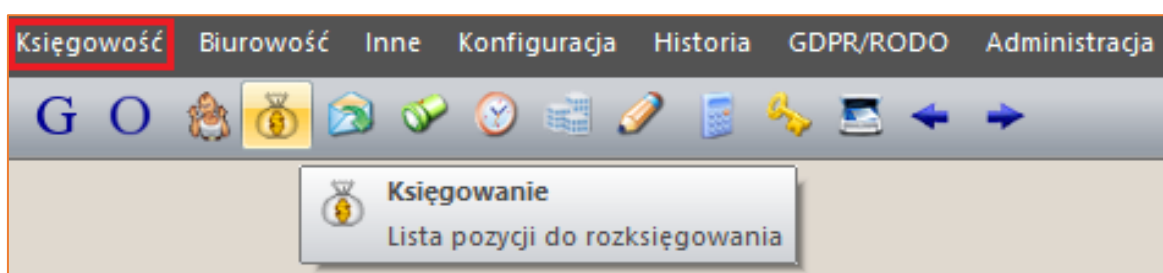 Księgowość Biurowość Inne Konfiguracja Historia GDPR/RODO Administracja
G O
Księgowanie
Lista pozycji do rozksięgowania